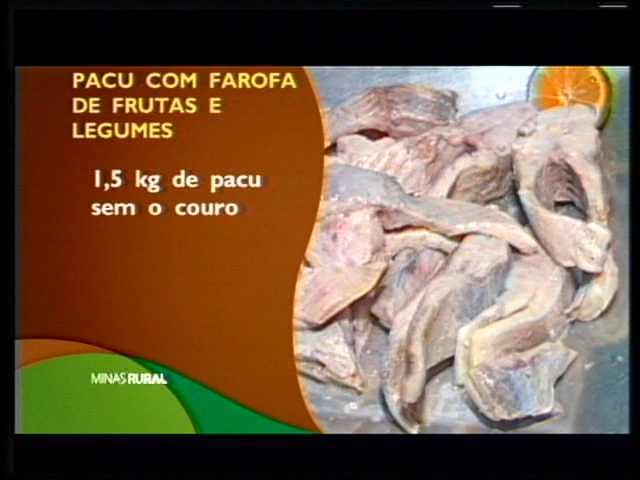 PACU COM FAROFA
DE FRUTAS E
LEGUMES
1,5 kg de pacu
sem o couro
MINAS RURAL